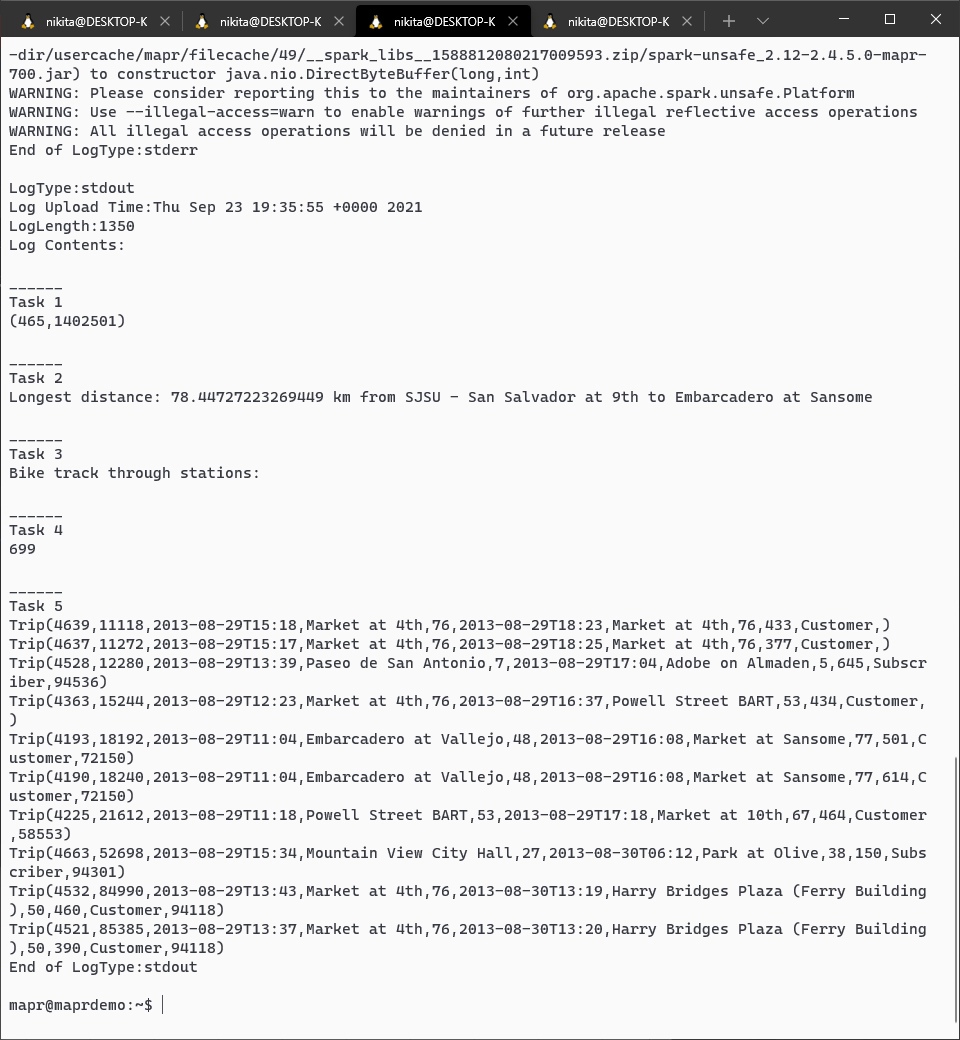 nikita@DESKTOP-K nikita@DESKTOP-K nikita@DESKTOP-K nikita@DESKTOP-K
-dir/usercache/mapr/filecache/49/__spark_libs__1588812080217009593.zip/spark-unsafe_2.12-2.4.5.0-mapr-
700.jar) to constructor java.nio.DirectByteBuffer(long,int)
WARNING: Please consider reporting this to the maintainers of org.apache.spark.unsafe.Platform
WARNING: Use --illegal-access=warn to enable warnings of further illegal reflective access operations
WARNING: All illegal access operations will be denied in a future release
End of LogType:stderr
LogType:stdout
Log Upload Time:Thu Sep 23 19:35:55 +0000 2021
LogLength:1350
Log Contents:
______
Task 1
(465,1402501)
______
Task 2
Longest distance: 78.44727223269449 km from SJSU - San Salvador at 9th to Embarcadero at Sansome
______
Task 3
Bike track through stations:
______
Task 4
699
______
Task 5
Trip(4639,11118,2013-08-29T15:18,Market at 4th,76,2013-08-29T18:23,Market at 4th,76,433,Customer,)
Trip(4637,11272,2013-08-29T15:17,Market at 4th,76,2013-08-29T18:25,Market at 4th,76,377,Customer,)
Trip(4528,12280,2013-08-29T13:39,Paseo de San Antonio,7,2013-08-29T17:04,Adobe on Almaden,5,645,Subscr
iber,94536)
Trip(4363,15244,2013-08-29T12:23,Market at 4th,76,2013-08-29T16:37,Powell Street BART,53,434,Customer,
)
Trip(4193,18192,2013-08-29T11:04,Embarcadero at Vallejo,48,2013-08-29T16:08,Market at Sansome,77,501,C
ustomer,72150)
Trip(4190,18240,2013-08-29T11:04,Embarcadero at Vallejo,48,2013-08-29T16:08,Market at Sansome,77,614,C
ustomer,72150)
Trip(4225,21612,2013-08-29T11:18,Powell Street BART,53,2013-08-29T17:18,Market at 10th,67,464,Customer
,58553)
Trip(4663,52698,2013-08-29T15:34,Mountain View City Hall,27,2013-08-30T06:12,Park at Olive,38,150,Subs
criber,94301)
Trip(4532,84990,2013-08-29T13:43,Market at 4th,76,2013-08-30T13:19,Harry Bridges Plaza (Ferry Building
),50,460,Customer,94118)
Trip(4521,85385,2013-08-29T13:37,Market at 4th,76,2013-08-30T13:20,Harry Bridges Plaza (Ferry Building
),50,390,Customer,94118)
End of LogType:stdout
mapr@maprdemo:~$